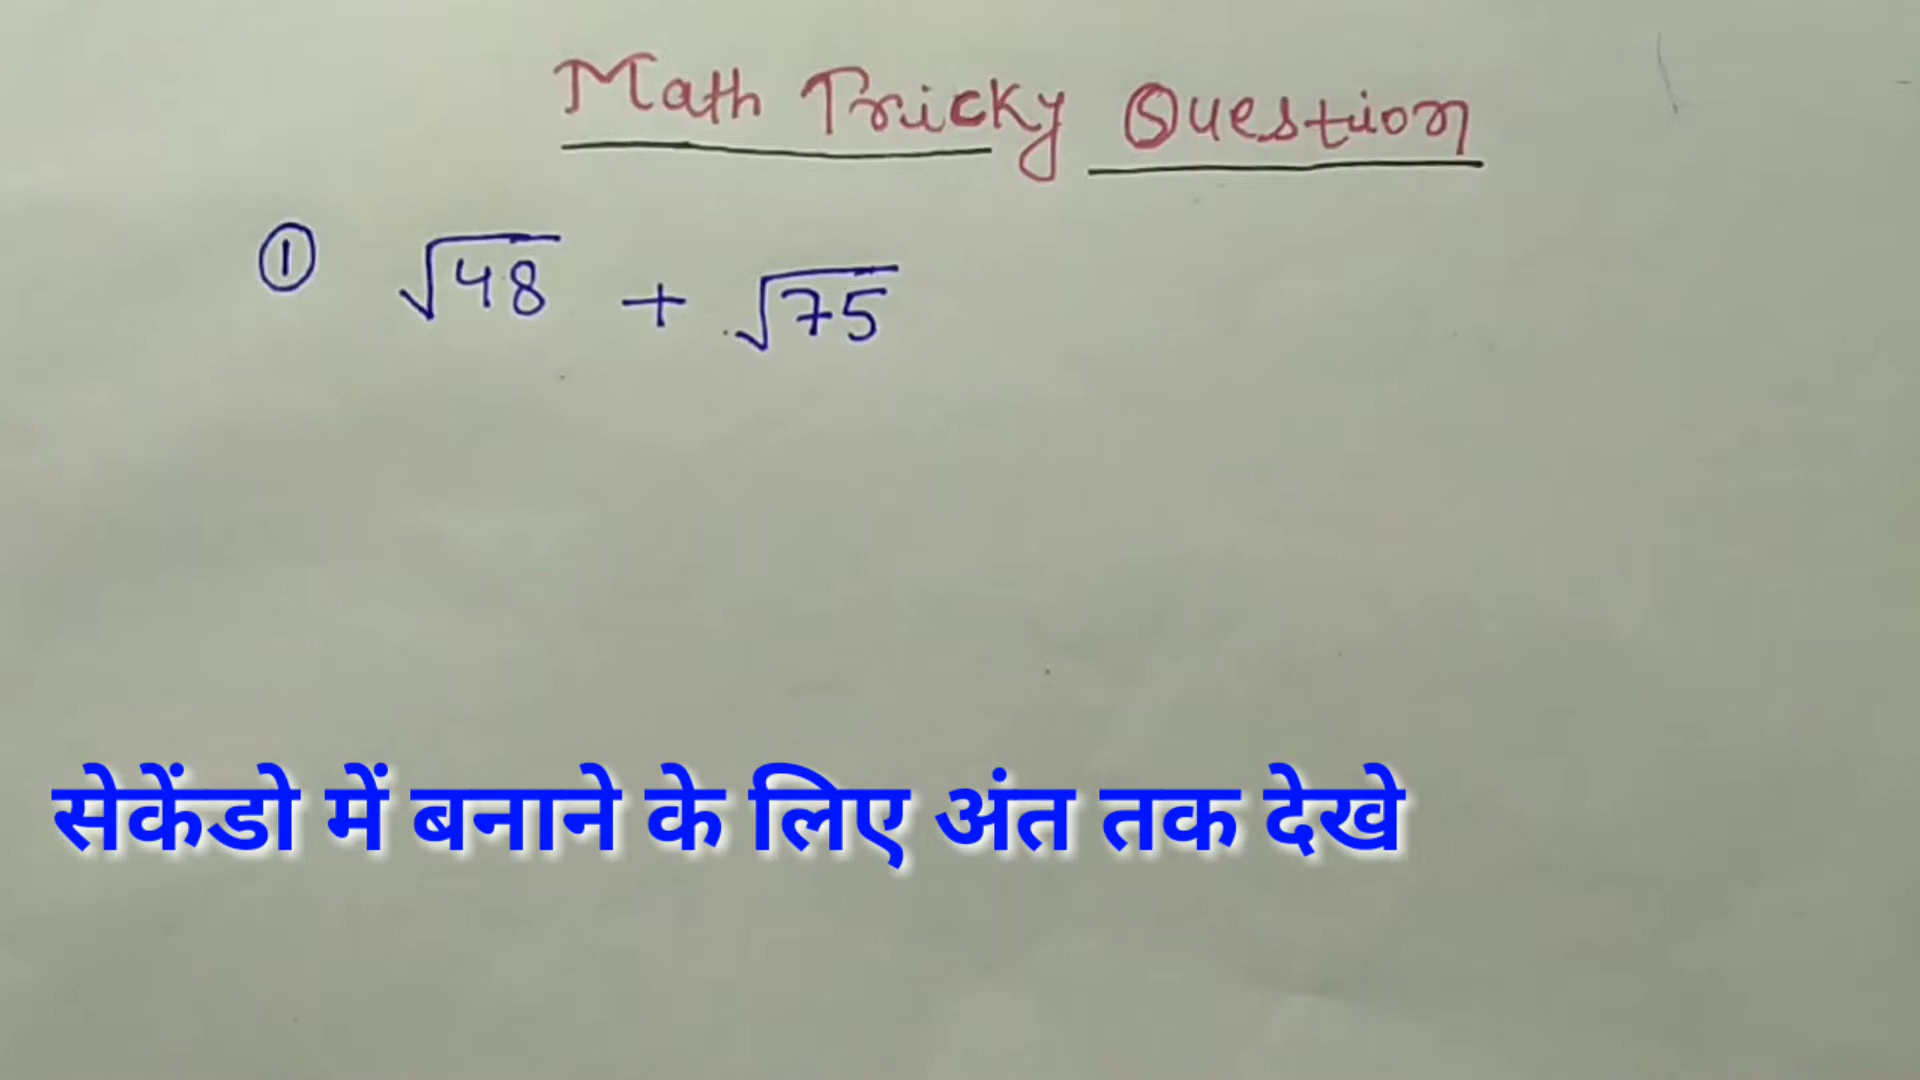 Math Tricky Question
① √48 + √75
सेकेंडो में बनाने के लिए अंत तक देखे